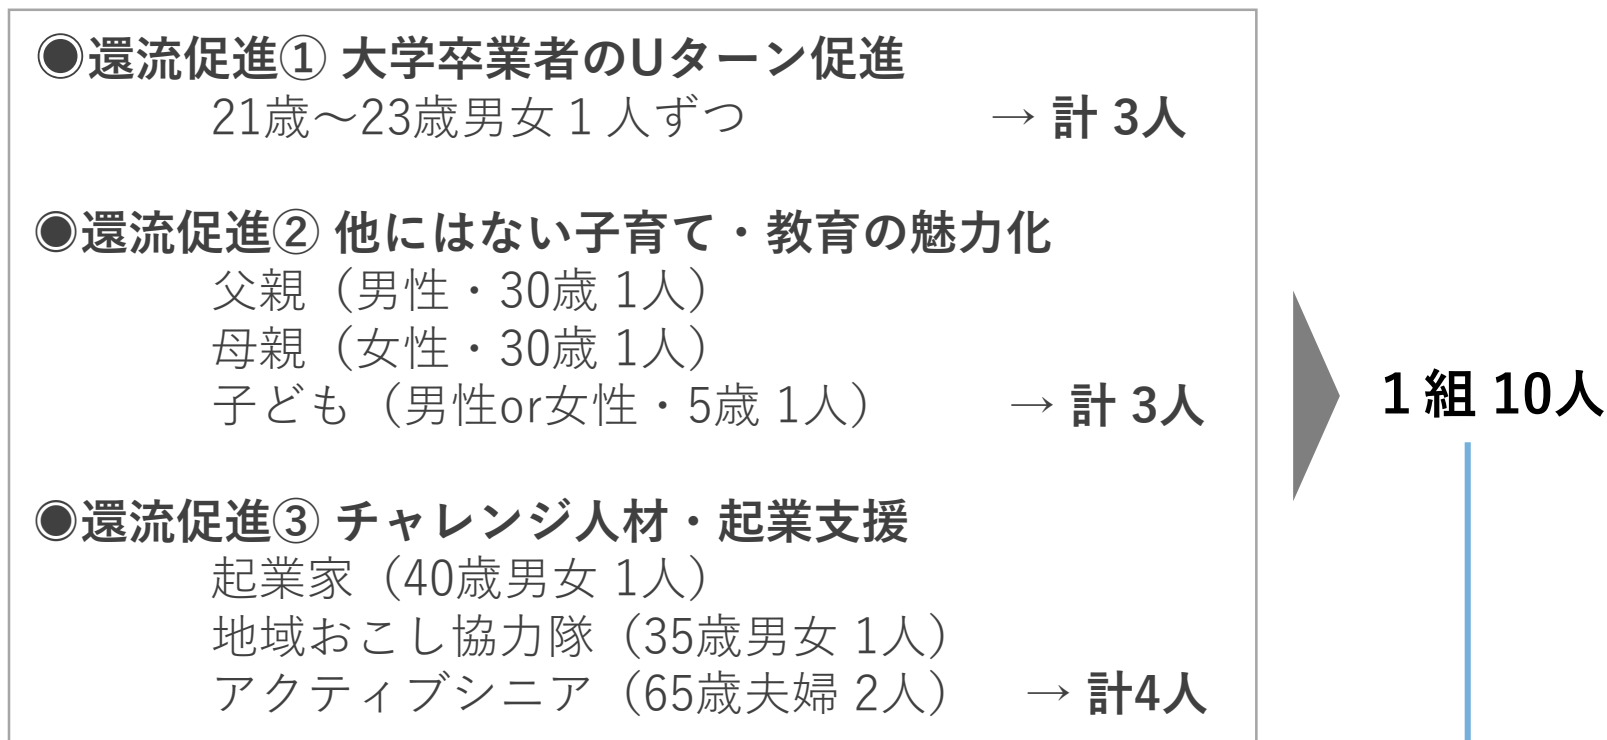 ◉還流促進① 大学卒業者のUターン促進
21歳～23歳男女１人ずつ → 計 3人
◉還流促進② 他にはない子育て・教育の魅力化
父親（男性・30歳 1人）
母親（女性・30歳 1人）
子ども（男性or女性・5歳 1人） → 計 3人
◉還流促進③ チャレンジ人材・起業支援
起業家（40歳男女 1人）
地域おこし協力隊（35歳男女 1人）
アクティブシニア（65歳夫婦 2人） → 計4人
１組 10人